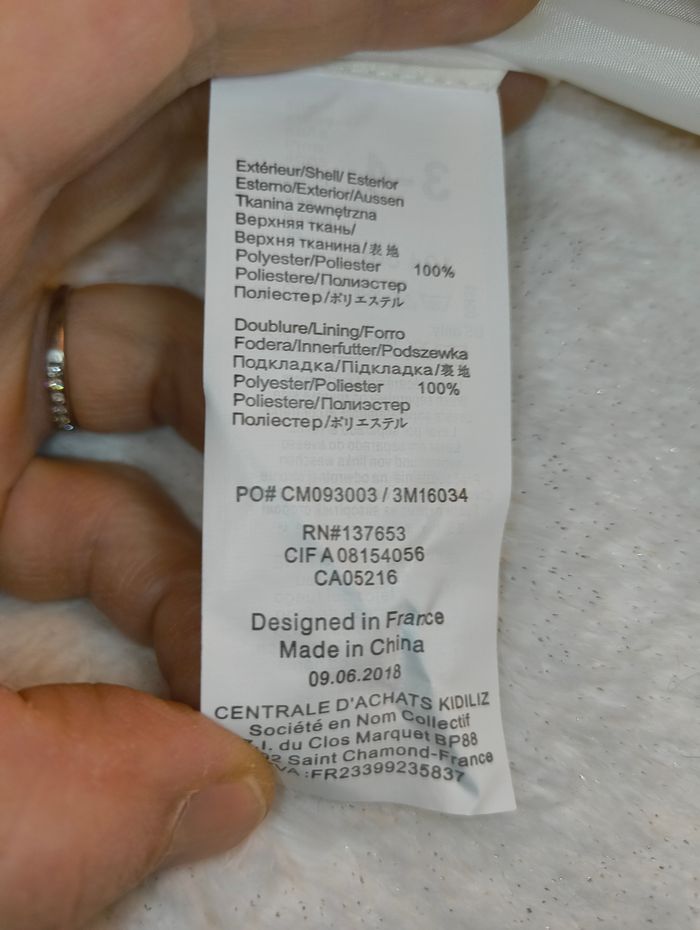 Extérieur/Shell/ Esterior
Esterno/Exterior/Aussen
Tkanina zewnętrzna
Верхняя ткань/
Верхня тканина/表地
Polyester/Poliester 100%
Poliestere/Полиэстер
Поліестер/ポリエステル
Doublure/Lining/Forro
Fodera/Innerfutter/Podszewka
Подкладка/Підкладка/裏地
Polyester/Poliester 100%
Poliestere/Полиэстер
Поліестер/ポリエステル
PO# CM093003 / 3M16034
RN#137653
CIF A08154056
CA05216
Designed in France
Made in China
09.06.2018
CENTRALE D'ACHATS KIDILIZ
Société en Nom Collectif
Z.I. du Clos Marquet BP88
Saint Chamond-France
:FR23399235837